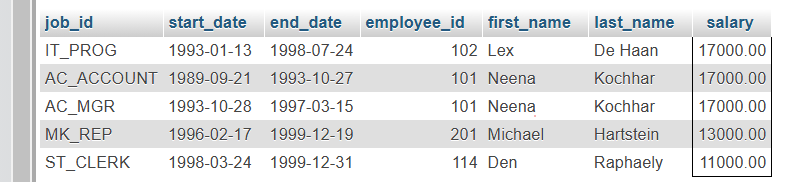 job_id start_date end_date employee_id first_name last_name salary
IT_PROG 1993-01-13 1998-07-24 102 Lex De Haan 17000.00
AC_ACCOUNT 1989-09-21 1993-10-27 101 Neena Kochhar 17000.00
AC_MGR 1993-10-28 1997-03-15 101 Neena Kochhar 17000.00
MK_REP 1996-02-17 1999-12-19 201 Michael Hartstein 13000.00
ST_CLERK 1998-03-24 1999-12-31 114 Den Raphaely 11000.00